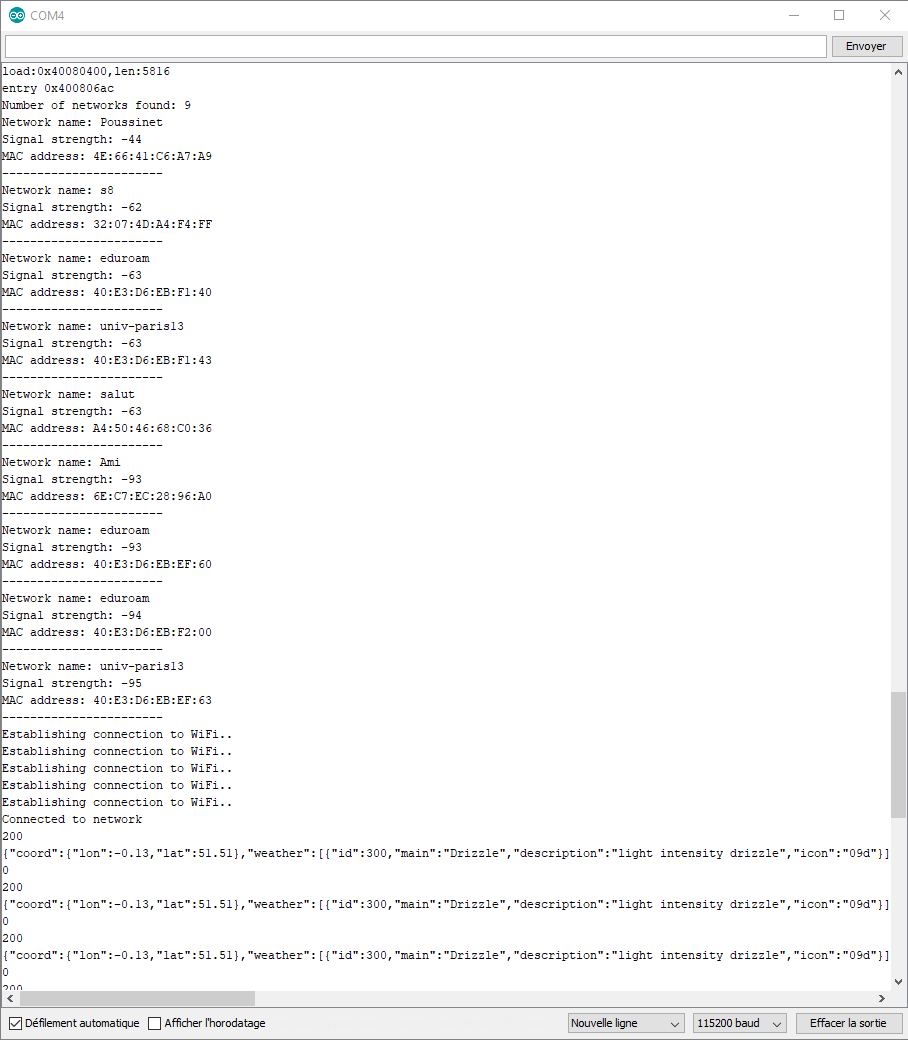 COM4
Envoyer
load:0x40080400,len:5816
entry 0x400806ac
Number of networks found: 9
Network name: Poussinet
Signal strength: -44
MAC address: 4E:66:41:C6:A7:A9
-----------------------
Network name: s8
Signal strength: -62
MAC address: 32:07:4D:A4:F4:FF
-----------------------
Network name: eduroam
Signal strength: -63
MAC address: 40:E3:D6:EB:F1:40
-----------------------
Network name: univ-paris13
Signal strength: -63
MAC address: 40:E3:D6:EB:F1:43
-----------------------
Network name: salut
Signal strength: -63
MAC address: A4:50:46:68:C0:36
-----------------------
Network name: Ami
Signal strength: -93
MAC address: 6E:C7:EC:28:96:A0
-----------------------
Network name: eduroam
Signal strength: -93
MAC address: 40:E3:D6:EB:EF:60
-----------------------
Network name: eduroam
Signal strength: -94
MAC address: 40:E3:D6:EB:F2:00
-----------------------
Network name: univ-paris13
Signal strength: -95
MAC address: 40:E3:D6:EB:EF:63
-----------------------
Establishing connection to WiFi..
Establishing connection to WiFi..
Establishing connection to WiFi..
Establishing connection to WiFi..
Establishing connection to WiFi..
Connected to network
200
{"coord":{"lon":-0.13,"lat":51.51},"weather":[{"id":300,"main":"Drizzle","description":"light intensity drizzle","icon":"09d"}]
0
200
{"coord":{"lon":-0.13,"lat":51.51},"weather":[{"id":300,"main":"Drizzle","description":"light intensity drizzle","icon":"09d"}]
0
200
{"coord":{"lon":-0.13,"lat":51.51},"weather":[{"id":300,"main":"Drizzle","description":"light intensity drizzle","icon":"09d"}]
0
200
Défilement automatique Afficher l'horodatage Nouvelle ligne 115200 baud Effacer la sortie